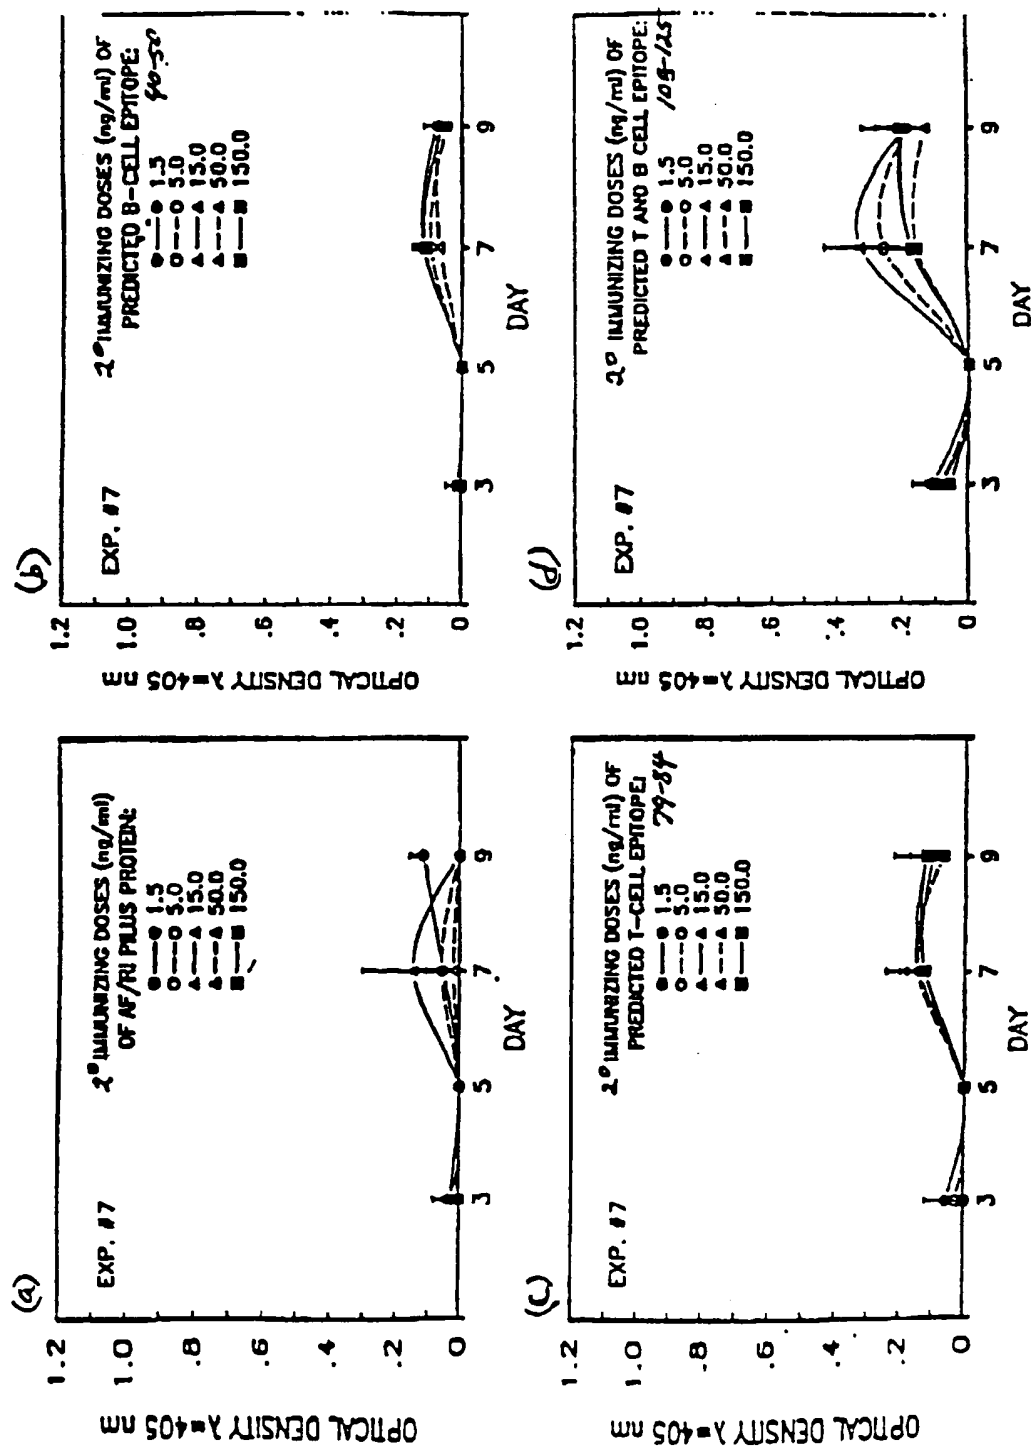 (a)
EXP. #7
2° IMMUNIZING DOSES (ng/ml)
OF AF/R1 PILUS PROTEIN:
1.5
5.0
15.0
50.0
150.0
OPTICAL DENSITY λ=405 nm
1.2
1.0
.8
.6
.4
.2
0
3
5
7
9
DAY
(b)
EXP. #7
2° IMMUNIZING DOSES (ng/ml) OF
PREDICTED B-CELL EPITOPE:
40-50
1.5
5.0
15.0
50.0
150.0
OPTICAL DENSITY λ=405 nm
1.2
1.0
.8
.6
.4
.2
0
3
5
7
9
DAY
(c)
EXP. #7
2° IMMUNIZING DOSES (ng/ml) OF
PREDICTED T-CELL EPITOPE:
79-84
1.5
5.0
15.0
50.0
150.0
OPTICAL DENSITY λ=405 nm
1.2
1.0
.8
.6
.4
.2
0
3
5
7
9
DAY
(d)
EXP. #7
2° IMMUNIZING DOSES (ng/ml) OF
PREDICTED T AND B CELL EPITOPE:
108-125
1.5
5.0
15.0
50.0
150.0
OPTICAL DENSITY λ=405 nm
1.2
1.0
.8
.6
.4
.2
0
3
5
7
9
DAY